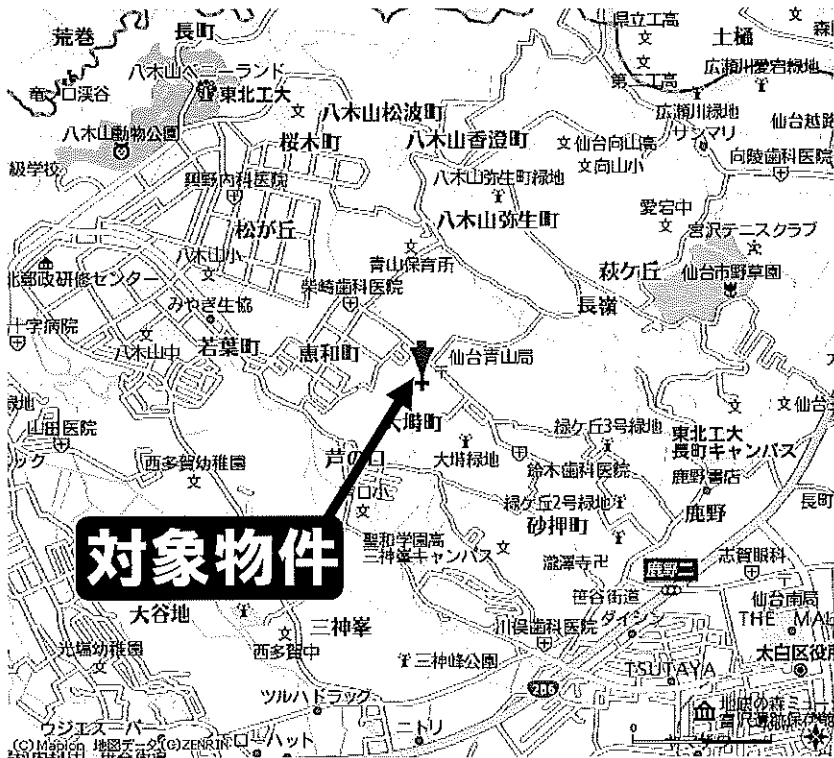 荒巻
長町
県立工高
土樋
八木山ベニーランド
東北工大
第二工高
広瀬川愛宕緑地
竜ノ口渓谷
八木山松波町
広瀬川緑地
八木山動物公園
桜木町
八木山香澄町
仙台向山高
サンマリ
仙台越路
向山小
向陵歯科医院
級学校
八木山弥生町緑地
愛宕中
松が丘
八木山弥生町
宮沢テニスクラブ
八木山小
青山保育所
萩ケ丘
仙台市野草園
北郵政研修センター
柴崎歯科医院
長嶺
みやぎ生協
十字病院
八木山中
若葉町
恵和町
仙台青山局
大塒町
緑ケ丘3号緑地
東北工大
長町キャンパス
山田医院
芦の口
大塒緑地
鈴木歯科医院
西多賀幼稚園
鹿野書店
緑ケ丘2号緑地
鹿野
長町
口小
対象物件
砂押町
聖和学園高
三神峯キャンパス
瀧澤寺卍
鹿野二
志賀眼科
大谷地
笹谷街道
仙台南局
三神峯
川俣歯科医院
ダイシン
THE MAL
光塩幼稚園
西多賀中
三神峰公園
太白区役所
TSUTAYA
286
ツルハドラッグ
ウジエスーパー
ニトリ
地底の森ミュー
ローハット
0
(C)Mapion 地図データ(C)ZENRIN